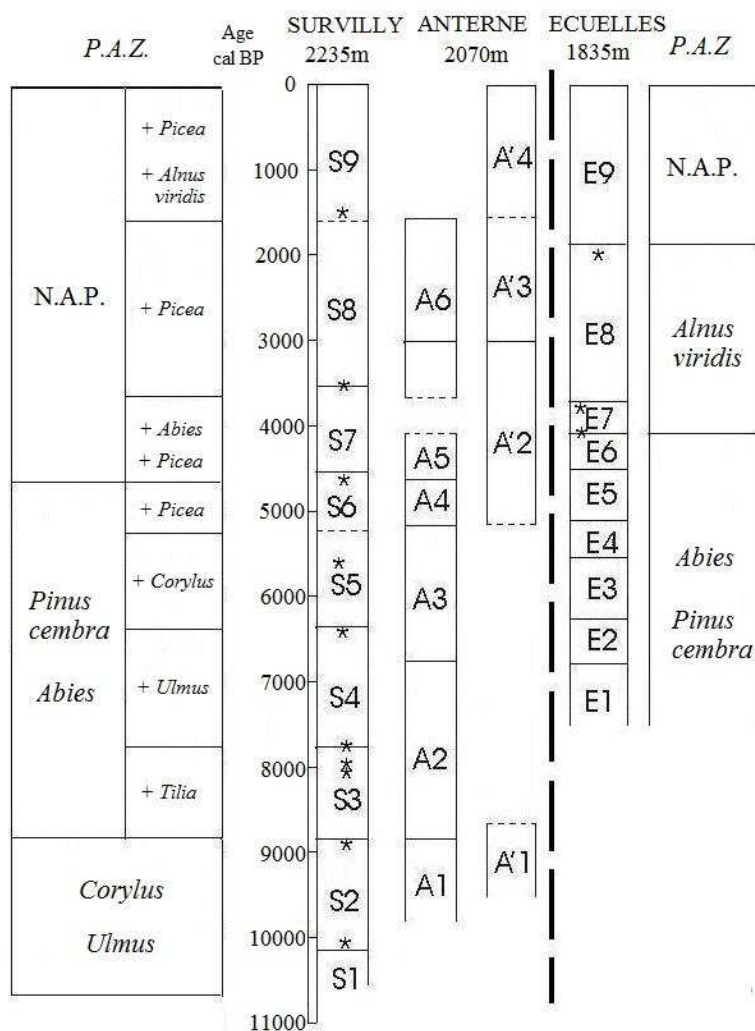 SURVILLY ANTERNE ECUELLES
P.A.Z. Age cal BP 2235m 2070m 1835m P.A.Z
0
+ Picea
+ Alnus viridis
1000
S9
A'4
E9
N.A.P.
*
2000
*
N.A.P.
+ Picea
S8
A6
A'3
E8
Alnus
viridis
3000
*
+ Abies
+ Picea
4000
S7
A5
A'2
*
E7
*
E6
*
+ Picea
5000
S6
A4
E5
E4
*
Pinus
cembra
+ Corylus
6000
S5
A3
E3
Abies
Pinus
cembra
*
E2
Abies
+ Ulmus
7000
S4
E1
*
*
*
8000
A2
+ Tilia
S3
*
9000
A'1
Corylus
Ulmus
S2
A1
*
10000
S1
11000